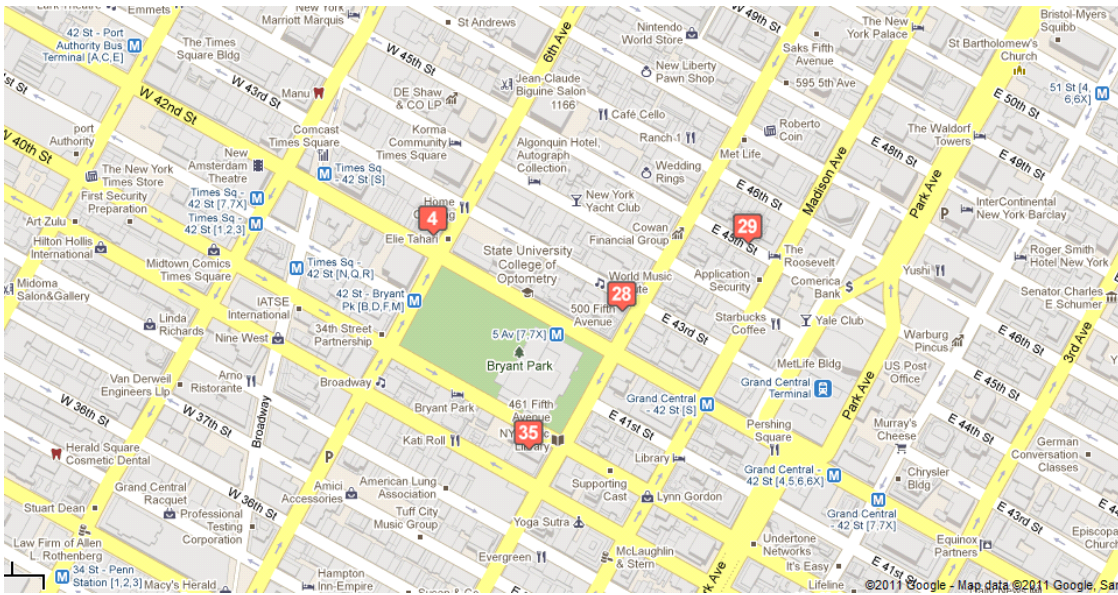 Emmets
New York
Marriott Marquis
St Andrews
Nintendo
World Store
W 49th St
The New
York Palace
Bristol-Myers
Squibb
42 St - Port
Authority Bus
Terminal [A,C,E]
The Times
Square Bldg
W 45th St
6th Ave
W 48th St
Saks Fifth
Avenue
St Bartholomew's
Church
W 43rd St
Manu
DE Shaw
& CO LP
Jean-Claude
Biguine Salon
1166
New Liberty
Pawn Shop
595 5th Ave
E 50th St
51 St [4,
6,6X]
W 42nd St
port
Authority
Comcast
Times Square
Korma
Community
Times Square
Café Cello
Ranch 1
Roberto
Coin
E 48th St
The Waldorf
Towers
W 40th St
New
Amsterdam
Theatre
Times Sq
- 42 St [S]
Algonquin Hotel,
Autograph
Collection
Wedding
Rings
Met Life
Madison Ave
E 49th St
The New York
Times Store
First Security
Preparation
Times Sq -
42 St [7,7X]
Times Sq
- 42 St [1,2,3]
Home
4
New York
Yacht Club
E 46th St
Park Ave
P
InterContinental
New York Barclay
Art Zulu
Hilton Hollis
International
Elie Tahari
State University
College of
Optometry
Cowan
Financial Group
29
E 45th St
The
Roosevelt
Roger Smith
Hotel New York
Midtown Comics
Times Square
Times Sq
- 42 St [N,Q,R]
World Music
28
Application
Security
Comerica
Bank
Yushi
Senator Charles
E Schumer
Midoma
Salon&Gallery
IATSE
International
42 St - Bryant
Pk [B,D,F,M]
500 Fifth
Avenue
Starbucks
Coffee
E 43rd St
Yale Club
E 46th St
Linda
Richards
Nine West
34th Street
Partnership
5 Av [7,7X]
Bryant Park
Warburg
Pincus
3rd Ave
MetLife Bldg
US Post
Office
Van Derweil
Engineers Llp
Arno
Ristorante
Broadway
Bryant Park
461 Fifth
Avenue
Grand Central
Terminal
Park Ave
E 45th St
W 38th St
W 37th St
Broadway
Kati Roll
35
Library
E 41st St
Grand Central
- 42 St [S]
Pershing
Square
Murray's
Cheese
Herald Square
Cosmetic Dental
P
Library
Grand Central -
42 St [4,5,6,6X]
German
Conversation
Classes
Grand Central
Racquet
W 36th St
Amici
Accessories
American Lung
Association
Supporting
Cast
Lynn Gordon
Chrysler
Bldg
Stuart Dean
Professional
Testing
Corporation
Tuff City
Music Group
Yoga Sutra
Grand Central
- 42 St [7,7X]
E 43rd St
E 44
Law Firm of Allen
L. Rothenberg
Evergreen
McLaughlin
& Stern
Undertone
Networks
It's Easy
Equinox
Partners
Episcopa
Church
34 St - Penn
Station [1,2,3]
Macy's Herald
Hampton
Inn-Empire
Lifeline
E 41st St
©2011 Google - Map data ©2011 Google, San